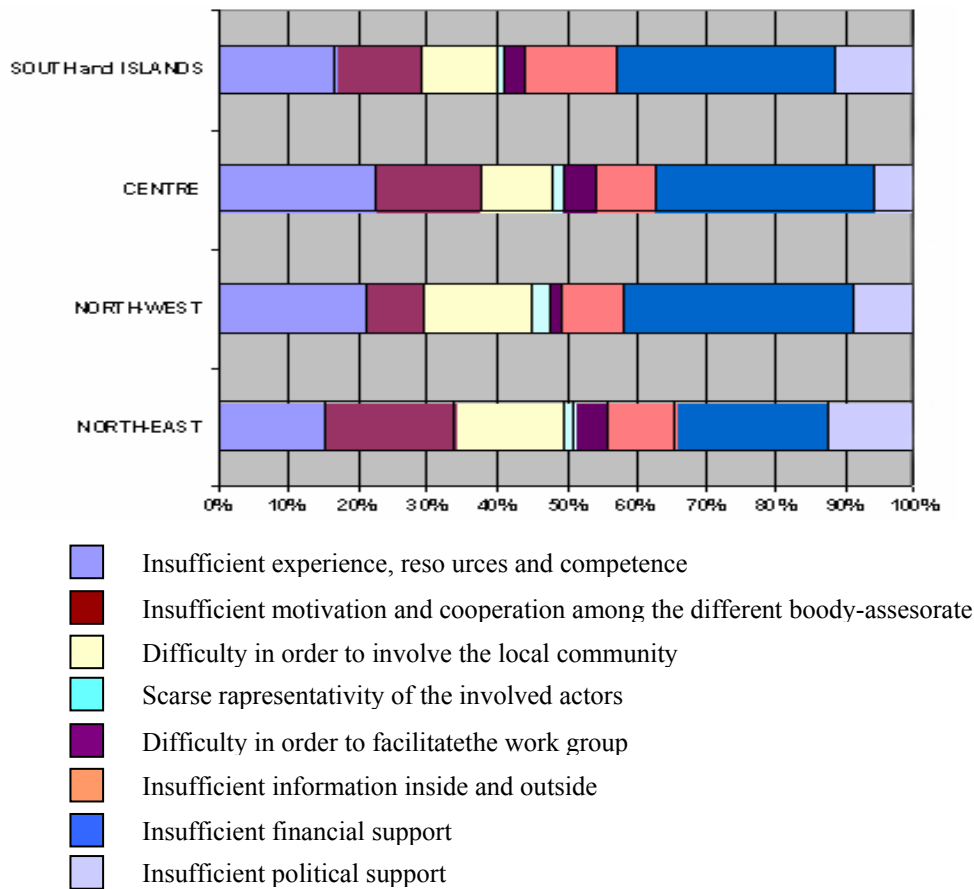 SOUTH and ISLANDS
CENTRE
NORTH-WEST
NORTH-EAST
0% 10% 20% 30% 40% 50% 60% 70% 80% 90% 100%
Insufficient experience, reso urces and competence
Insufficient motivation and cooperation among the different boody-assesorate
Difficulty in order to involve the local community
Scarse rapresentativity of the involved actors
Difficulty in order to facilitatethe work group
Insufficient information inside and outside
Insufficient financial support
Insufficient political support